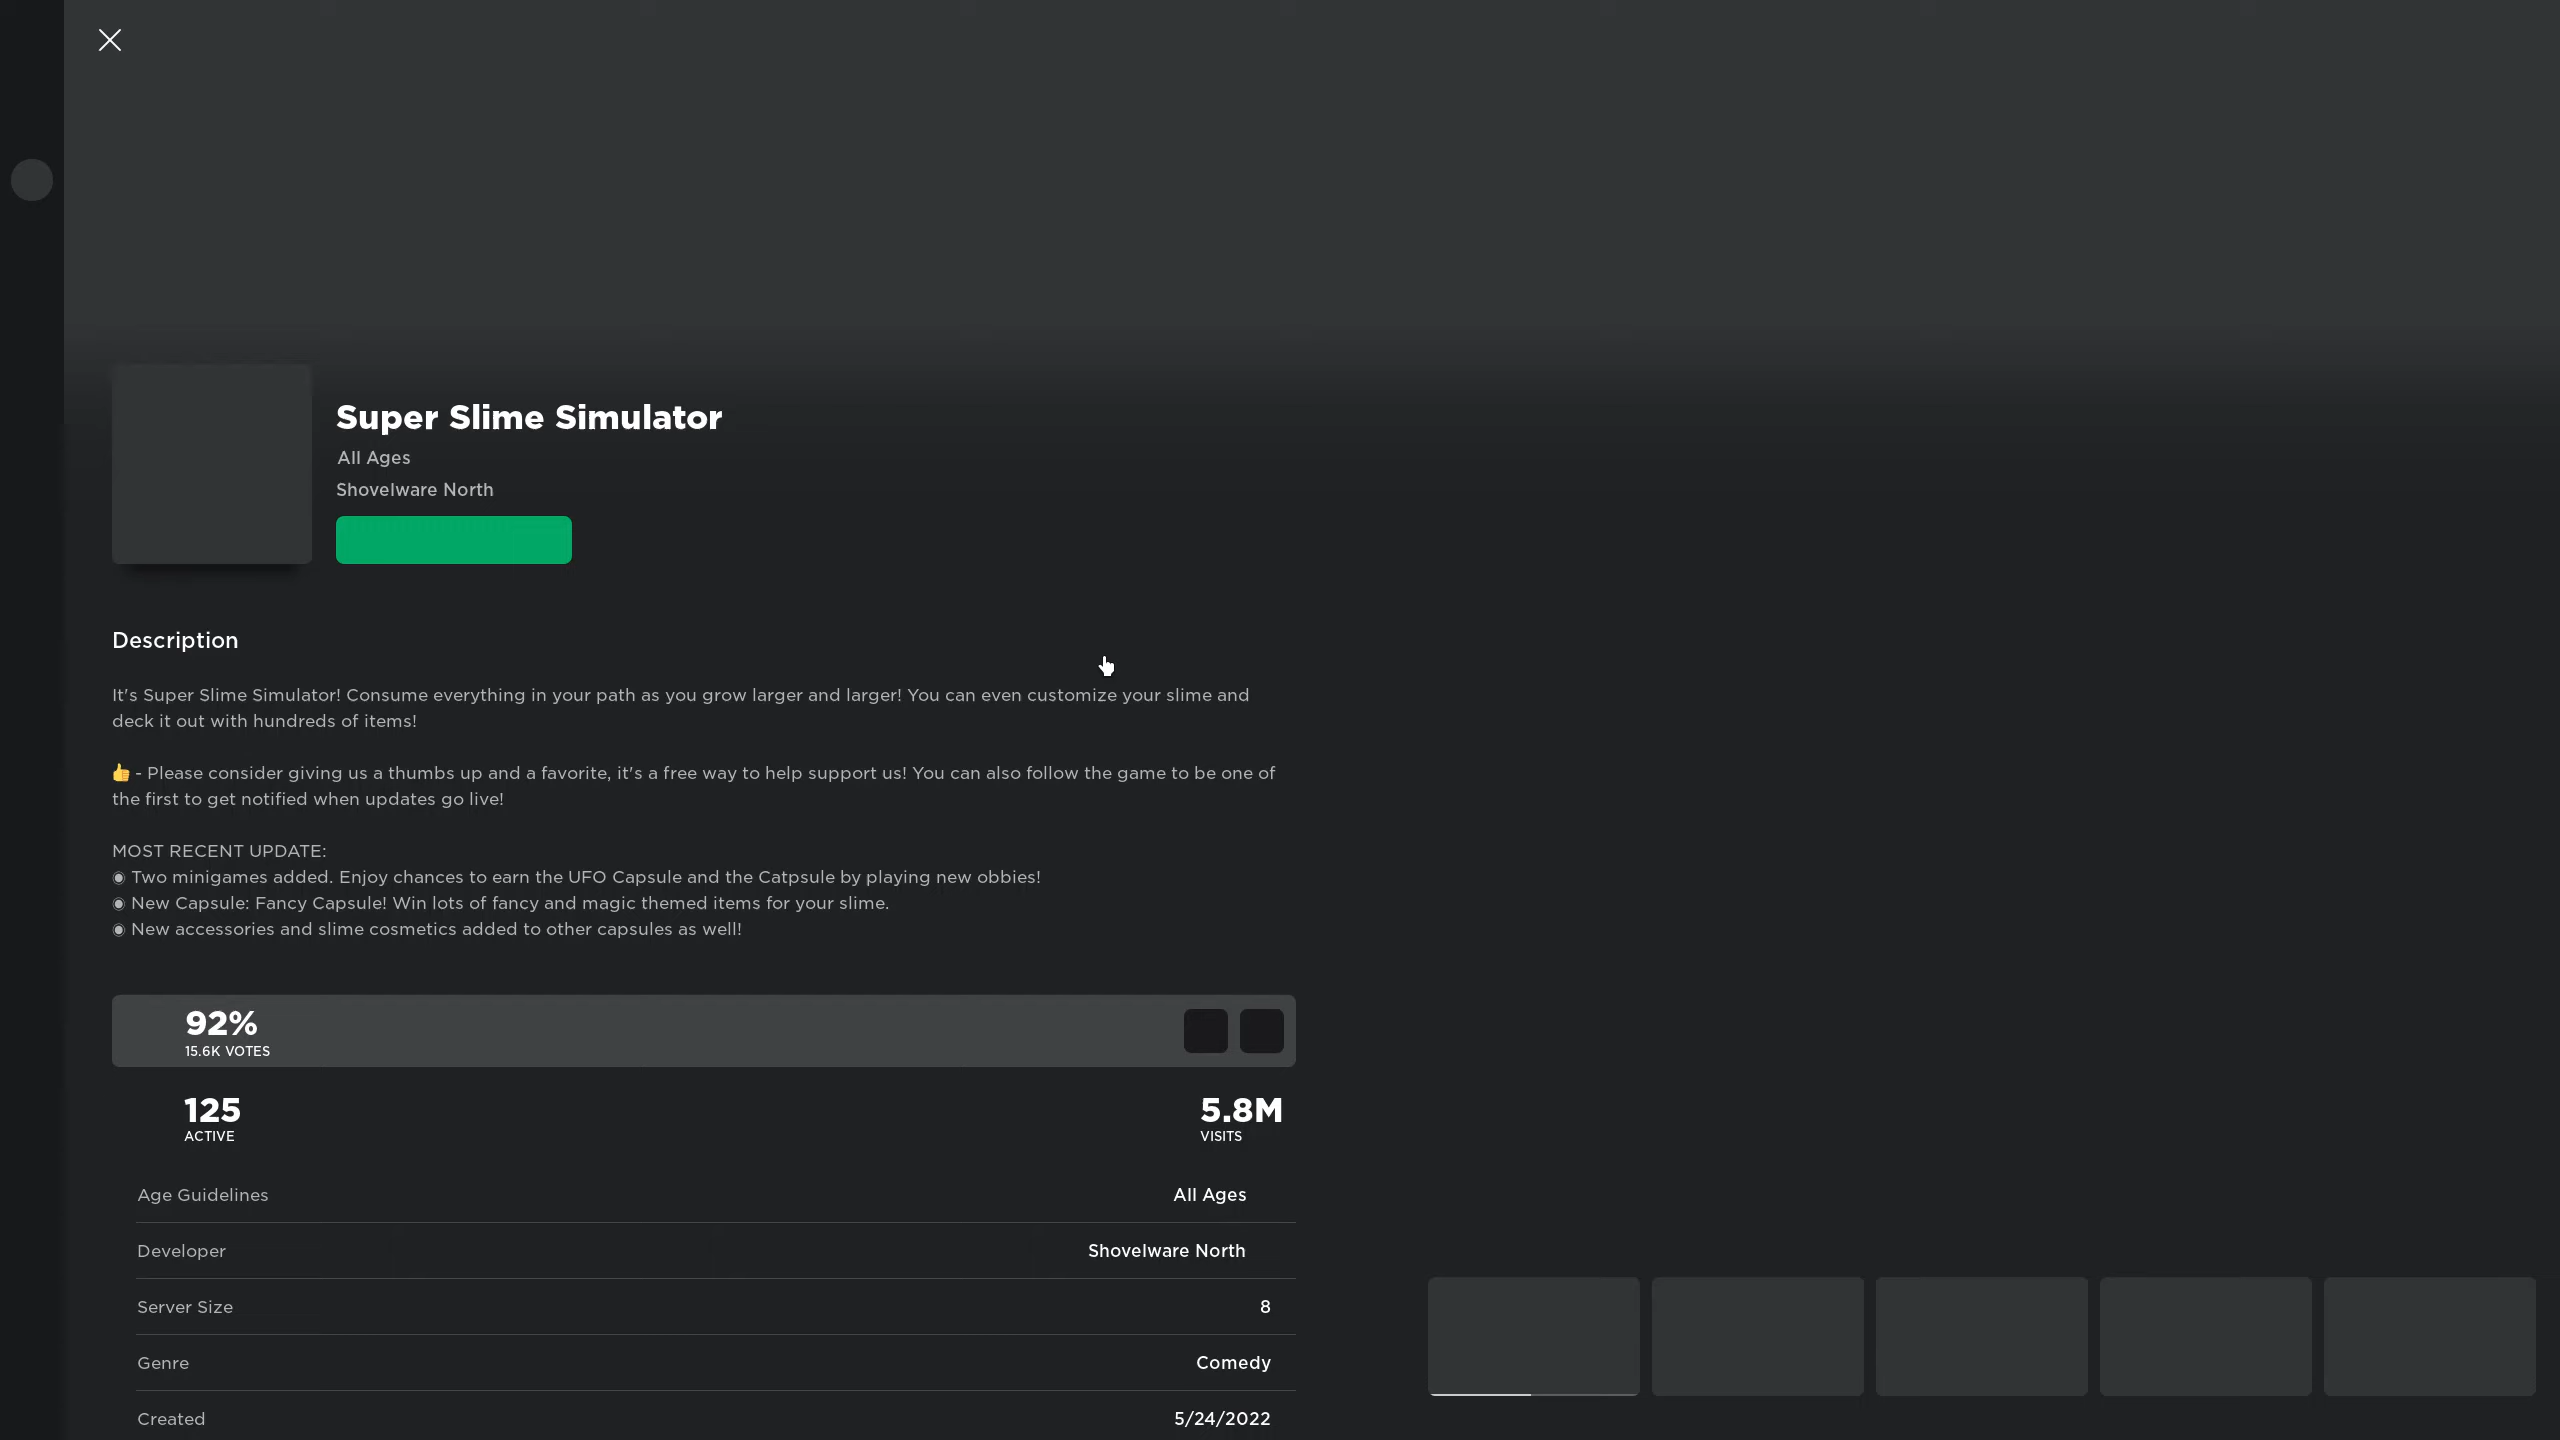 Super Slime Simulator
All Ages
Shovelware North
Description
It's Super Slime Simulator! Consume everything in your path as you grow larger and larger! You can even customize your slime and
deck it out with hundreds of items!
👍 - Please consider giving us a thumbs up and a favorite, it's a free way to help support us! You can also follow the game to be one of
the first to get notified when updates go live!
MOST RECENT UPDATE:
◉ Two minigames added. Enjoy chances to earn the UFO Capsule and the Catpsule by playing new obbies!
◉ New Capsule: Fancy Capsule! Win lots of fancy and magic themed items for your slime.
◉ New accessories and slime cosmetics added to other capsules as well!
92%
15.6K VOTES
125 5.8M
ACTIVE VISITS
Age Guidelines All Ages
Developer Shovelware North
Server Size 8
Genre Comedy
Created 5/24/2022